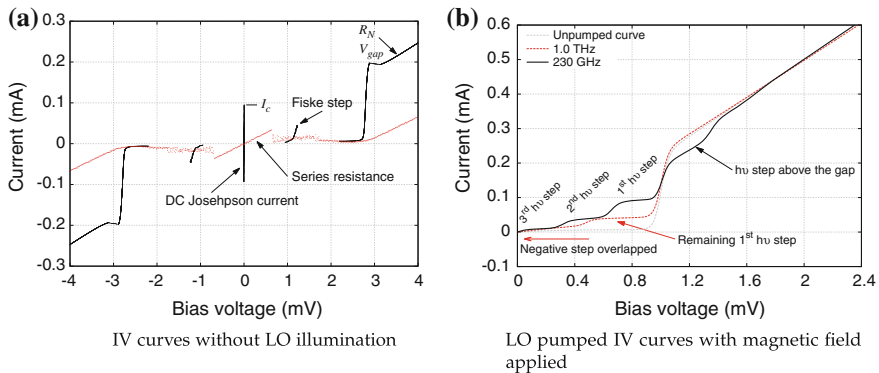 (a)
0.3
0.2
0.1
0
-0.1
-0.2
-0.3
Current (mA)
-4
-3
-2
-1
0
1
2
3
4
Bias voltage (mV)
R_N
V_gap
I_c
Fiske step
Series resistance
DC Josehpson current
IV curves without LO illumination
(b)
0.6
0.5
0.4
0.3
0.2
0.1
0
-0.1
Current (mA)
0
0.4
0.8
1.2
1.6
2
2.4
Bias voltage (mV)
Unpumped curve
1.0 THz
230 GHz
3rd hυ step
2nd hυ step
1st hυ step
hυ step above the gap
Remaining 1st hυ step
Negative step overlapped
LO pumped IV curves with magnetic field
applied